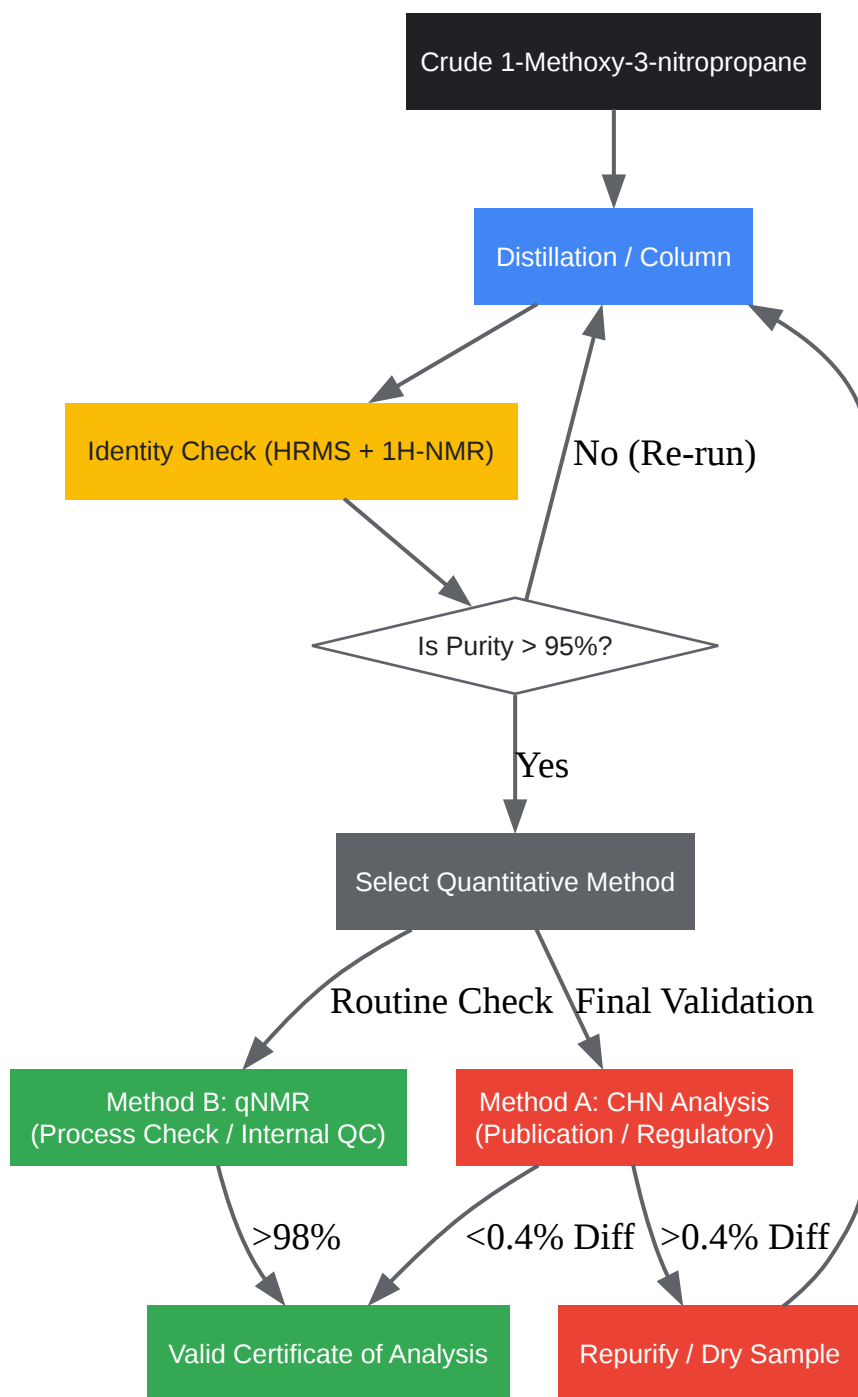 Crude 1-Methoxy-3-nitropropane
Distillation / Column
Identity Check (HRMS + 1H-NMR)
No (Re-run)
Is Purity > 95%?
Yes
Select Quantitative Method
Routine Check
Final Validation
Method B: qNMR
(Process Check / Internal QC)
Method A: CHN Analysis
(Publication / Regulatory)
>98%
<0.4% Diff
>0.4% Diff
Valid Certificate of Analysis
Repurify / Dry Sample